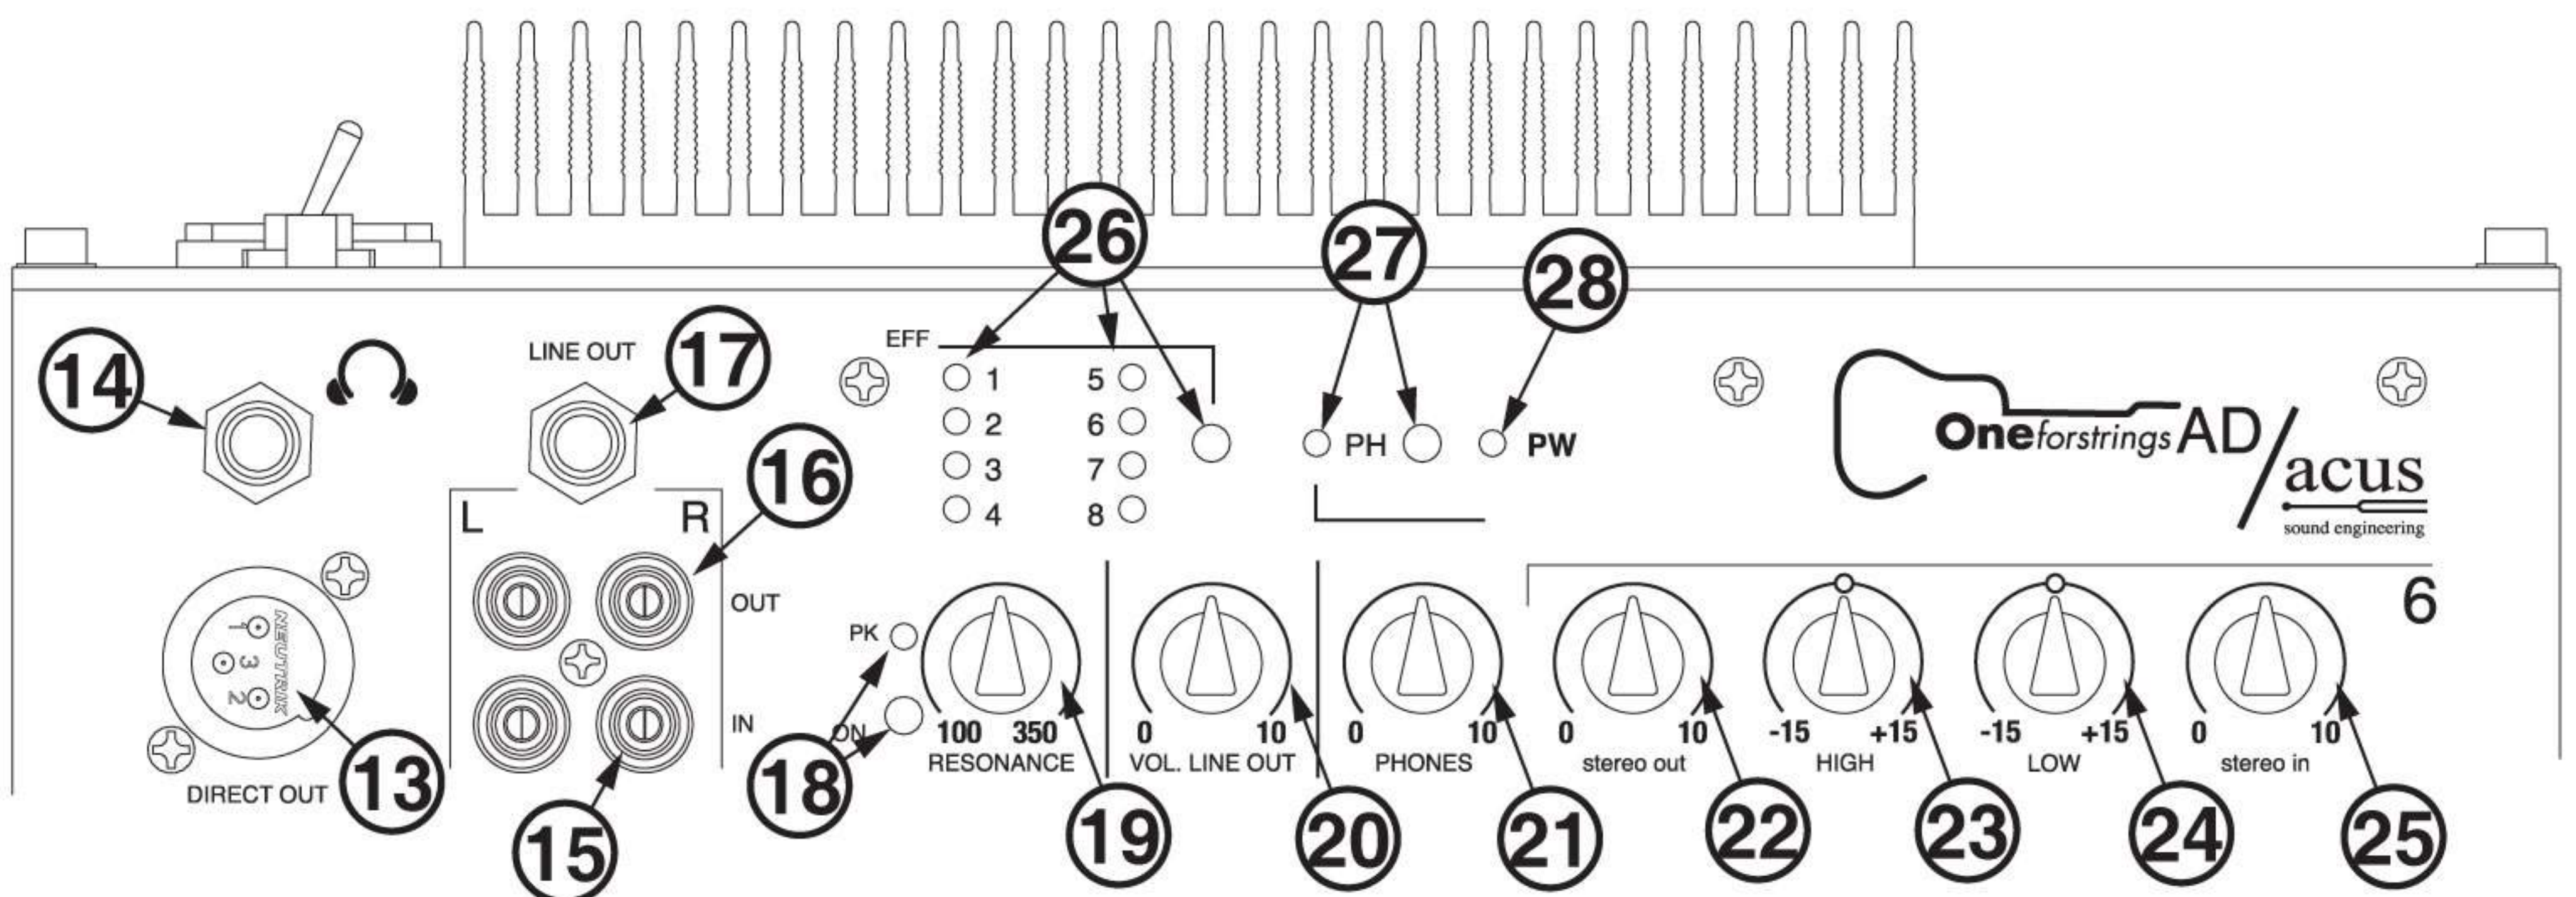 26
27
28
14
LINE OUT
17
EFF
1 5
2 6
3 7
4 8
PH
PW
OneforstringsAD/
acus
sound engineering
L R
16
OUT
IN
1
3
2
NEUTRIK
DIRECT OUT
13
15
PK
ON
18
100 350
RESONANCE
19
0 10
VOL. LINE OUT
20
0 10
PHONES
21
6
0 10
stereo out
22
-15 +15
HIGH
23
-15 +15
LOW
24
0 10
stereo in
25